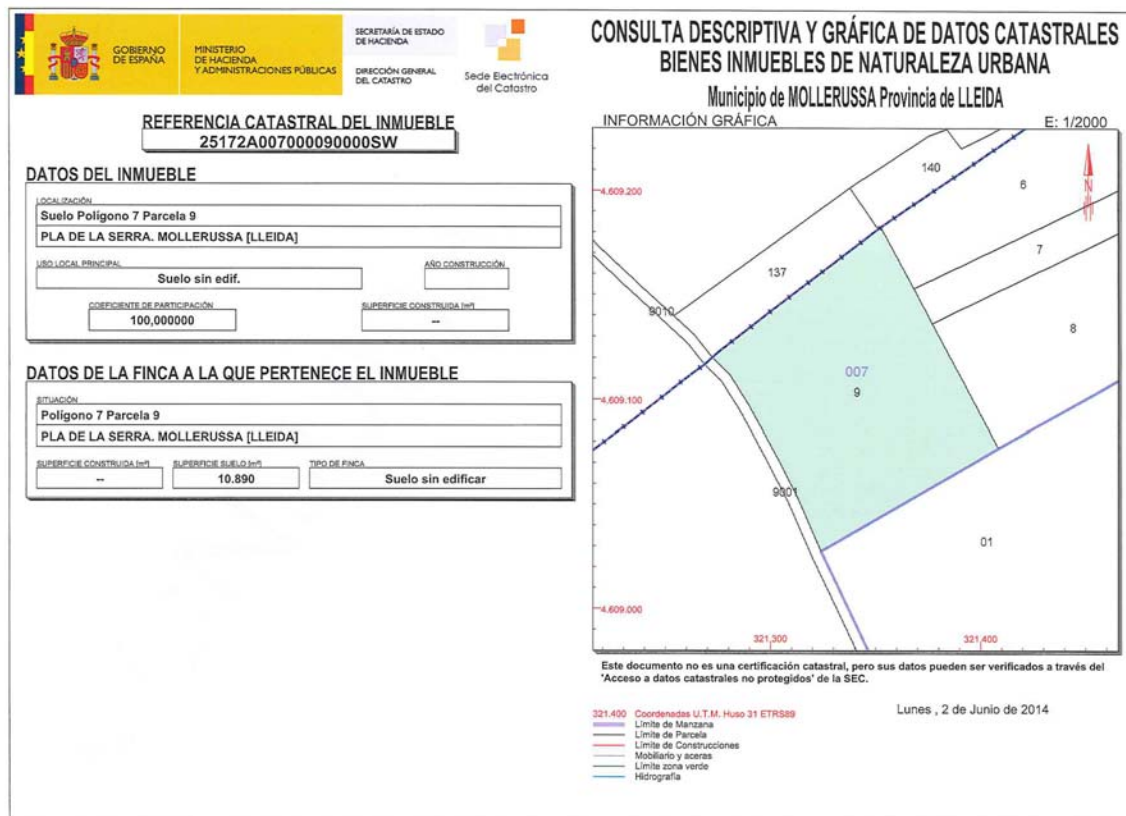 GOBIERNO
DE ESPAÑA
MINISTERIO
DE HACIENDA
Y ADMINISTRACIONES PÚBLICAS
SECRETARÍA DE ESTADO
DE HACIENDA
DIRECCIÓN GENERAL
DEL CATASTRO
Sede Electrónica
del Catastro
REFERENCIA CATASTRAL DEL INMUEBLE
25172A007000090000SW
DATOS DEL INMUEBLE
LOCALIZACIÓN
Suelo Polígono 7 Parcela 9
PLA DE LA SERRA. MOLLERUSSA [LLEIDA]
USO LOCAL PRINCIPAL
Suelo sin edif.
AÑO CONSTRUCCIÓN
COEFICIENTE DE PARTICIPACIÓN
100,000000
SUPERFICIE CONSTRUIDA [m²]
--
DATOS DE LA FINCA A LA QUE PERTENECE EL INMUEBLE
SITUACIÓN
Polígono 7 Parcela 9
PLA DE LA SERRA. MOLLERUSSA [LLEIDA]
SUPERFICIE CONSTRUIDA [m²]
--
SUPERFICIE SUELO [m²]
10.890
TIPO DE FINCA
Suelo sin edificar
CONSULTA DESCRIPTIVA Y GRÁFICA DE DATOS CATASTRALES
BIENES INMUEBLES DE NATURALEZA URBANA
Municipio de MOLLERUSSA Provincia de LLEIDA
INFORMACIÓN GRÁFICA E: 1/2000
140
6
N
4.609.200
7
137
9010
8
007
9
4.609.100
9001
01
4.609.000
321,300
321,400
Este documento no es una certificación catastral, pero sus datos pueden ser verificados a través del
'Acceso a datos catastrales no protegidos' de la SEC.
321.400 Coordenadas U.T.M. Huso 31 ETRS89
Límite de Manzana
Límite de Parcela
Límite de Construcciones
Mobiliario y aceras
Límite zona verde
Hidrografía
Lunes , 2 de Junio de 2014